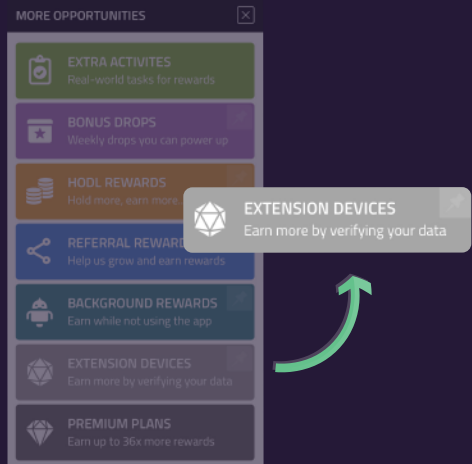 MORE OPPORTUNITIES
EXTRA ACTIVITES
Real-world tasks for rewards
BONUS DROPS
Weekly drops you can power up
HODL REWARDS
Hold more, earn more.
REFERRAL REWARD
Help us grow and earn rewards
BACKGROUND REWARDS
Earn while not using the app
EXTENSION DEVICES
Earn more by verifying your data
PREMIUM PLANS
Earn up to 36x more rewards
EXTENSION DEVICES
Earn more by verifying your data